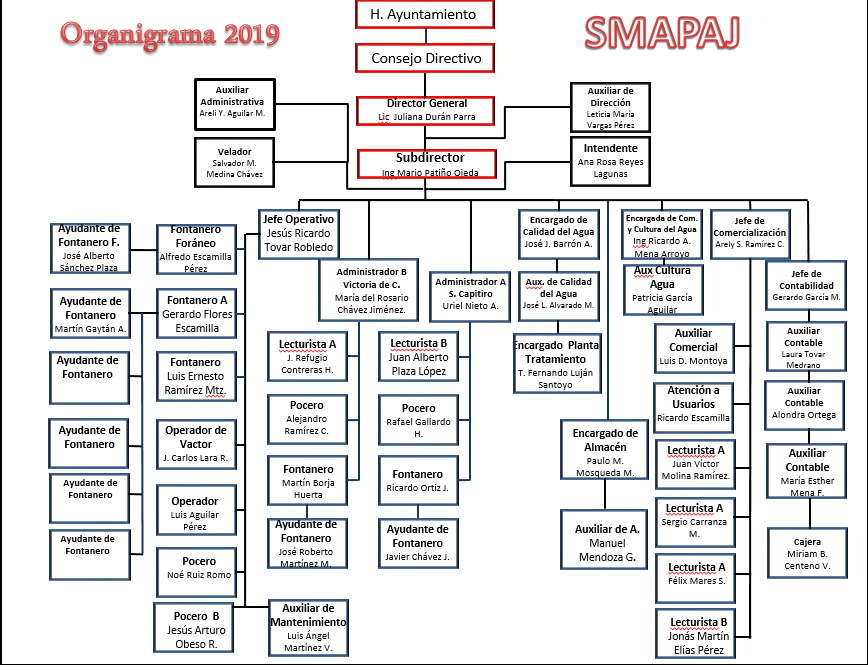 Organigrama 2019
SMAPAJ
H. Ayuntamiento
Consejo Directivo
Director General
Lic Juliana Durán Parra
Subdirector
Ing Mario Patiño Ojeda
Auxiliar
Administrativa
Areli Y. Aguilar M.
Velador
Salvador M.
Medina Chávez
Auxiliar de
Dirección
Leticia María
Vargas Pérez
Intendente
Ana Rosa Reyes
Lagunas
Jefe Operativo
Jesús Ricardo
Tovar Robledo
Ayudante de
Fontanero F.
José Alberto
Sánchez Plaza
Fontanero
Foráneo
Alfredo Escamilla
Pérez
Ayudante de
Fontanero
Martín Gaytán A.
Fontanero A
Gerardo Flores
Escamilla
Ayudante de
Fontanero
Fontanero
Luis Ernesto
Ramírez Mtz.
Ayudante de
Fontanero
Operador de
Vactor
J. Carlos Lara R.
Ayudante de
Fontanero
Operador
Luis Aguilar
Pérez
Ayudante de
Fontanero
Pocero
Noé Ruiz Romo
Pocero B
Jesús Arturo
Obeso R.
Auxiliar de
Mantenimiento
Luis Ángel
Martínez V.
Administrador B
Victoria de C.
María del Rosario
Chávez Jiménez.
Lecturista A
J. Refugio
Contreras H.
Pocero
Alejandro
Ramírez C.
Fontanero
Martín Borja
Huerta
Ayudante de
Fontanero
José Roberto
Martínez M.
Administrador A
S. Capitiro
Uriel Nieto A.
Lecturista B
Juan Alberto
Plaza López
Pocero
Rafael Gallardo
H.
Fontanero
Ricardo Ortiz J.
Ayudante de
Fontanero
Javier Chávez J.
Encargado de
Calidad del Agua
José J. Barrón A.
Aux. de Calidad
del Agua
José L. Alvarado M.
Encargado Planta
Tratamiento
T. Fernando Luján
Santoyo
Encargado de
Almacén
Paulo M.
Mosqueda M.
Auxiliar de A.
Manuel
Mendoza G.
Encargada de Com.
y Cultura del Agua
Ing Ricardo A.
Mena Arroyo
Aux Cultura
Agua
Patricia García
Aguilar
Jefe de
Comercialización
Arely S. Ramírez C.
Auxiliar
Comercial
Luis D. Montoya
Atención a
Usuarios
Ricardo Escamilla
Lecturista A
Juan Víctor
Molina Ramírez.
Lecturista A
Sergio Carranza
M.
Lecturista A
Félix Mares S.
Lecturista B
Jonás Martín
Elías Pérez
Jefe de
Contabilidad
Gerardo García M.
Auxiliar
Contable
Laura Tovar
Medrano
Auxiliar
Contable
Alondra Ortega
Auxiliar
Contable
María Esther
Mena F.
Cajera
Miriam B.
Centeno V.